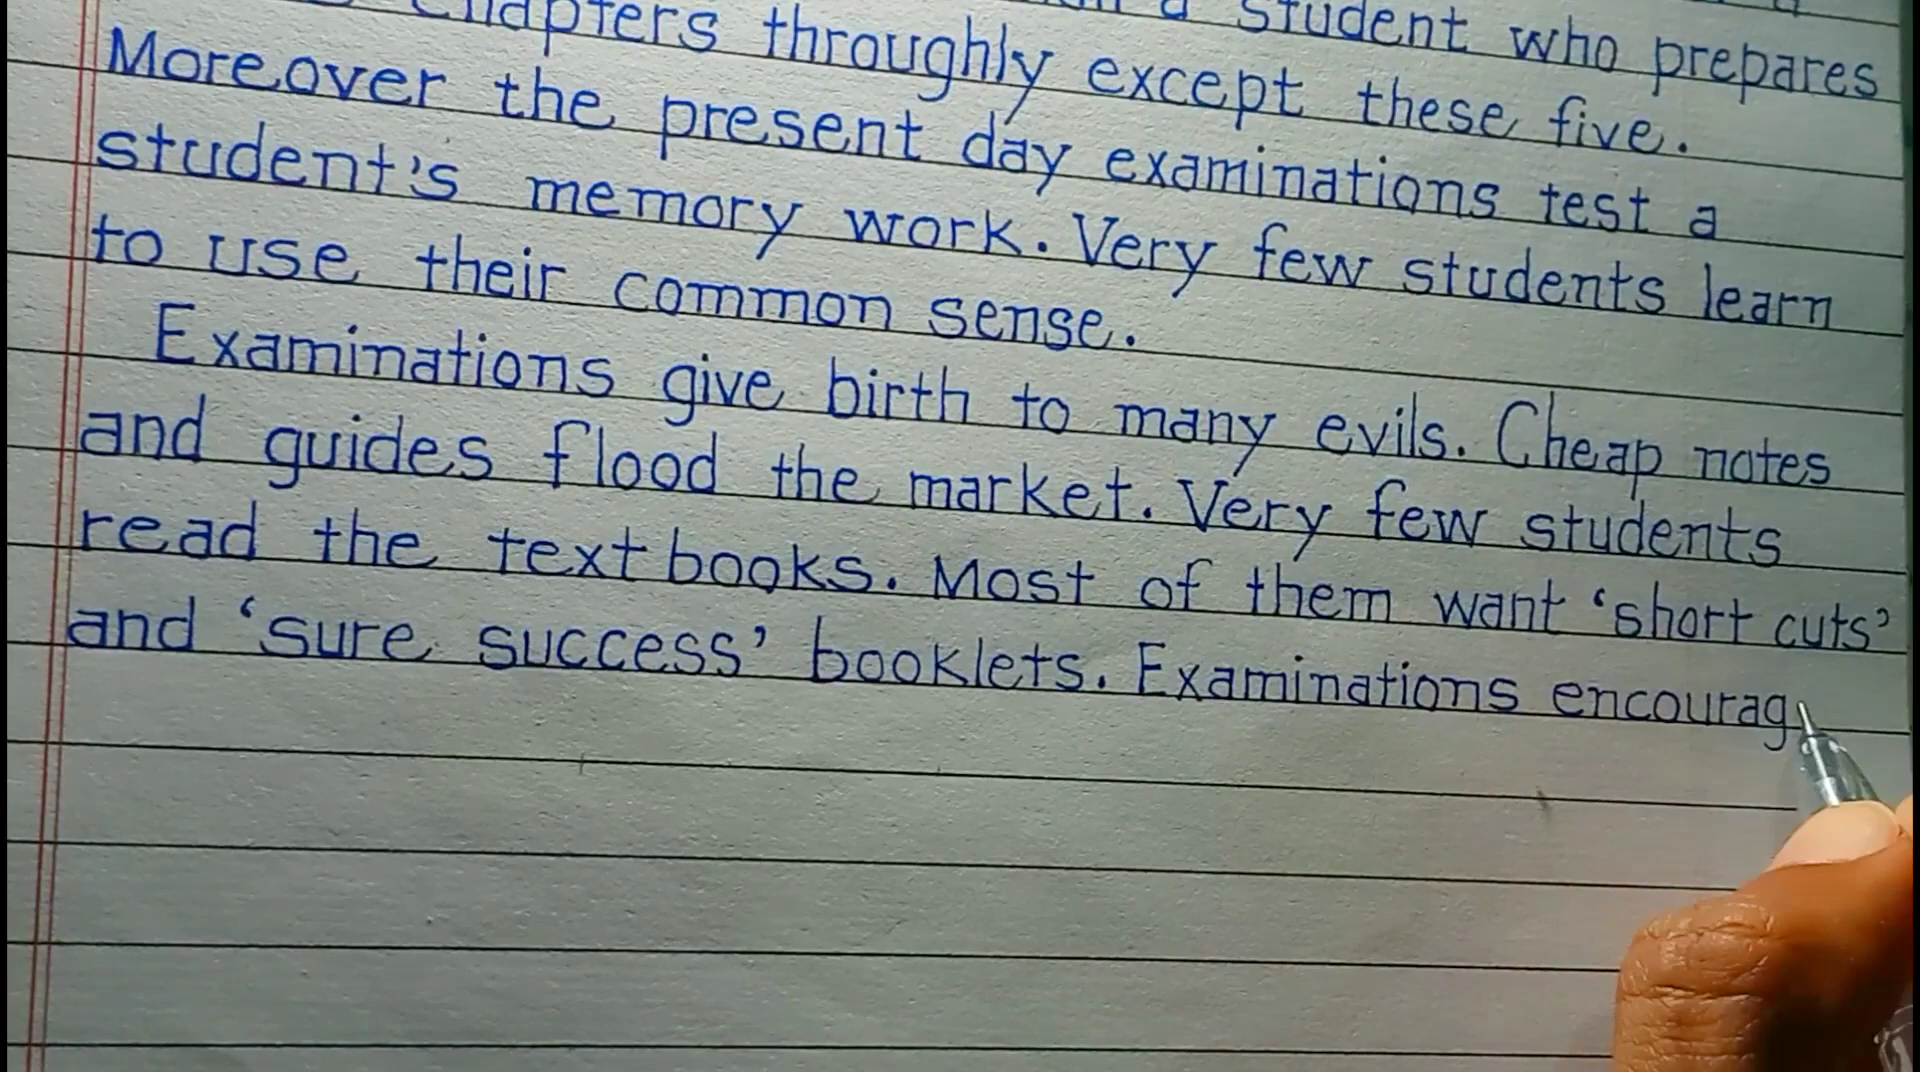 a student who prepares
chapters throughly except these five.
Moreover the present day examinations test a
student's memory work. Very few students learn
to use their common sense.
Examinations give birth to many evils. Cheap notes
and guides flood the market. Very few students
read the textbooks. Most of them want ‘short cuts’
and ‘sure success’ booklets. Examinations encourag